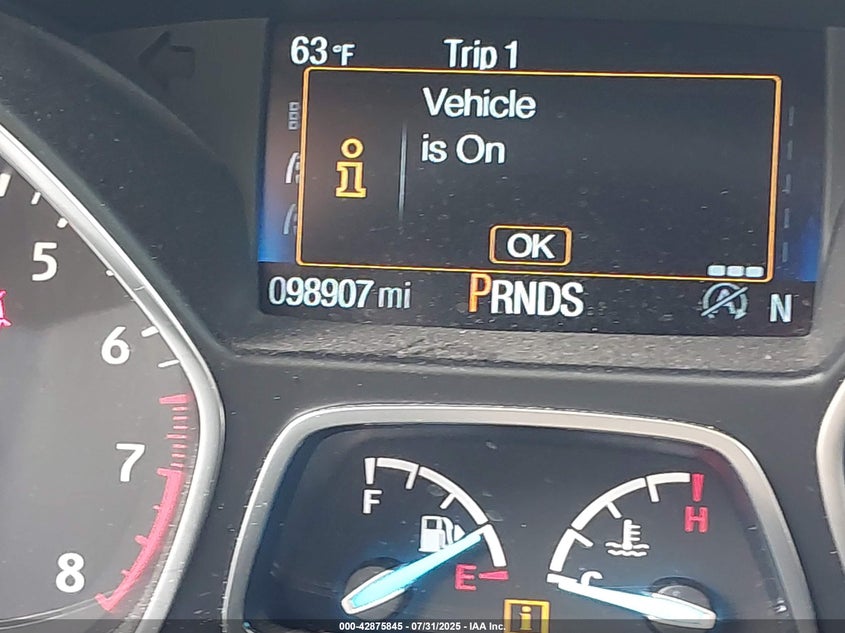 63°F Trip 1
Vehicle
is On
OK
098907 mi PRNDS N
5
6
7
8
F
E
H
C
000-42875845 - 07/31/2025 - IAA Inc.